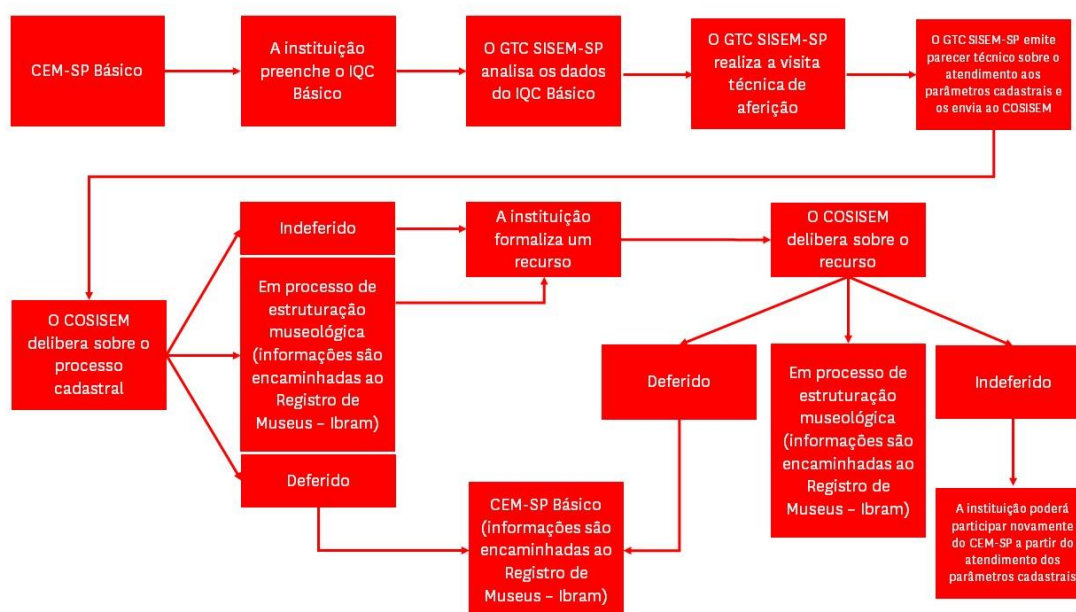 CEM-SP Básico
A instituição
preenche o IQC
Básico
O GTC SISEM-SP
analisa os dados
do IQC Básico
O GTC SISEM-SP
realiza a visita
técnica de
aferição
O GTC SISEM-SP emite
parecer técnico sobre o
atendimento aos
parâmetros cadastrais e
os envia ao COSISEM
O COSISEM
delibera sobre o
processo
cadastral
Indeferido
Em processo de
estruturação
museológica
(informações são
encaminhadas ao
Registro de
Museus – Ibram)
Deferido
A instituição
formaliza um
recurso
O COSISEM
delibera sobre o
recurso
Deferido
Em processo de
estruturação
museológica
(informações são
encaminhadas ao
Registro de
Museus – Ibram)
Indeferido
CEM-SP Básico
(informações são
encaminhadas ao
Registro de
Museus – Ibram)
A instituição poderá
participar novamente
do CEM-SP a partir do
atendimento dos
parâmetros cadastrais